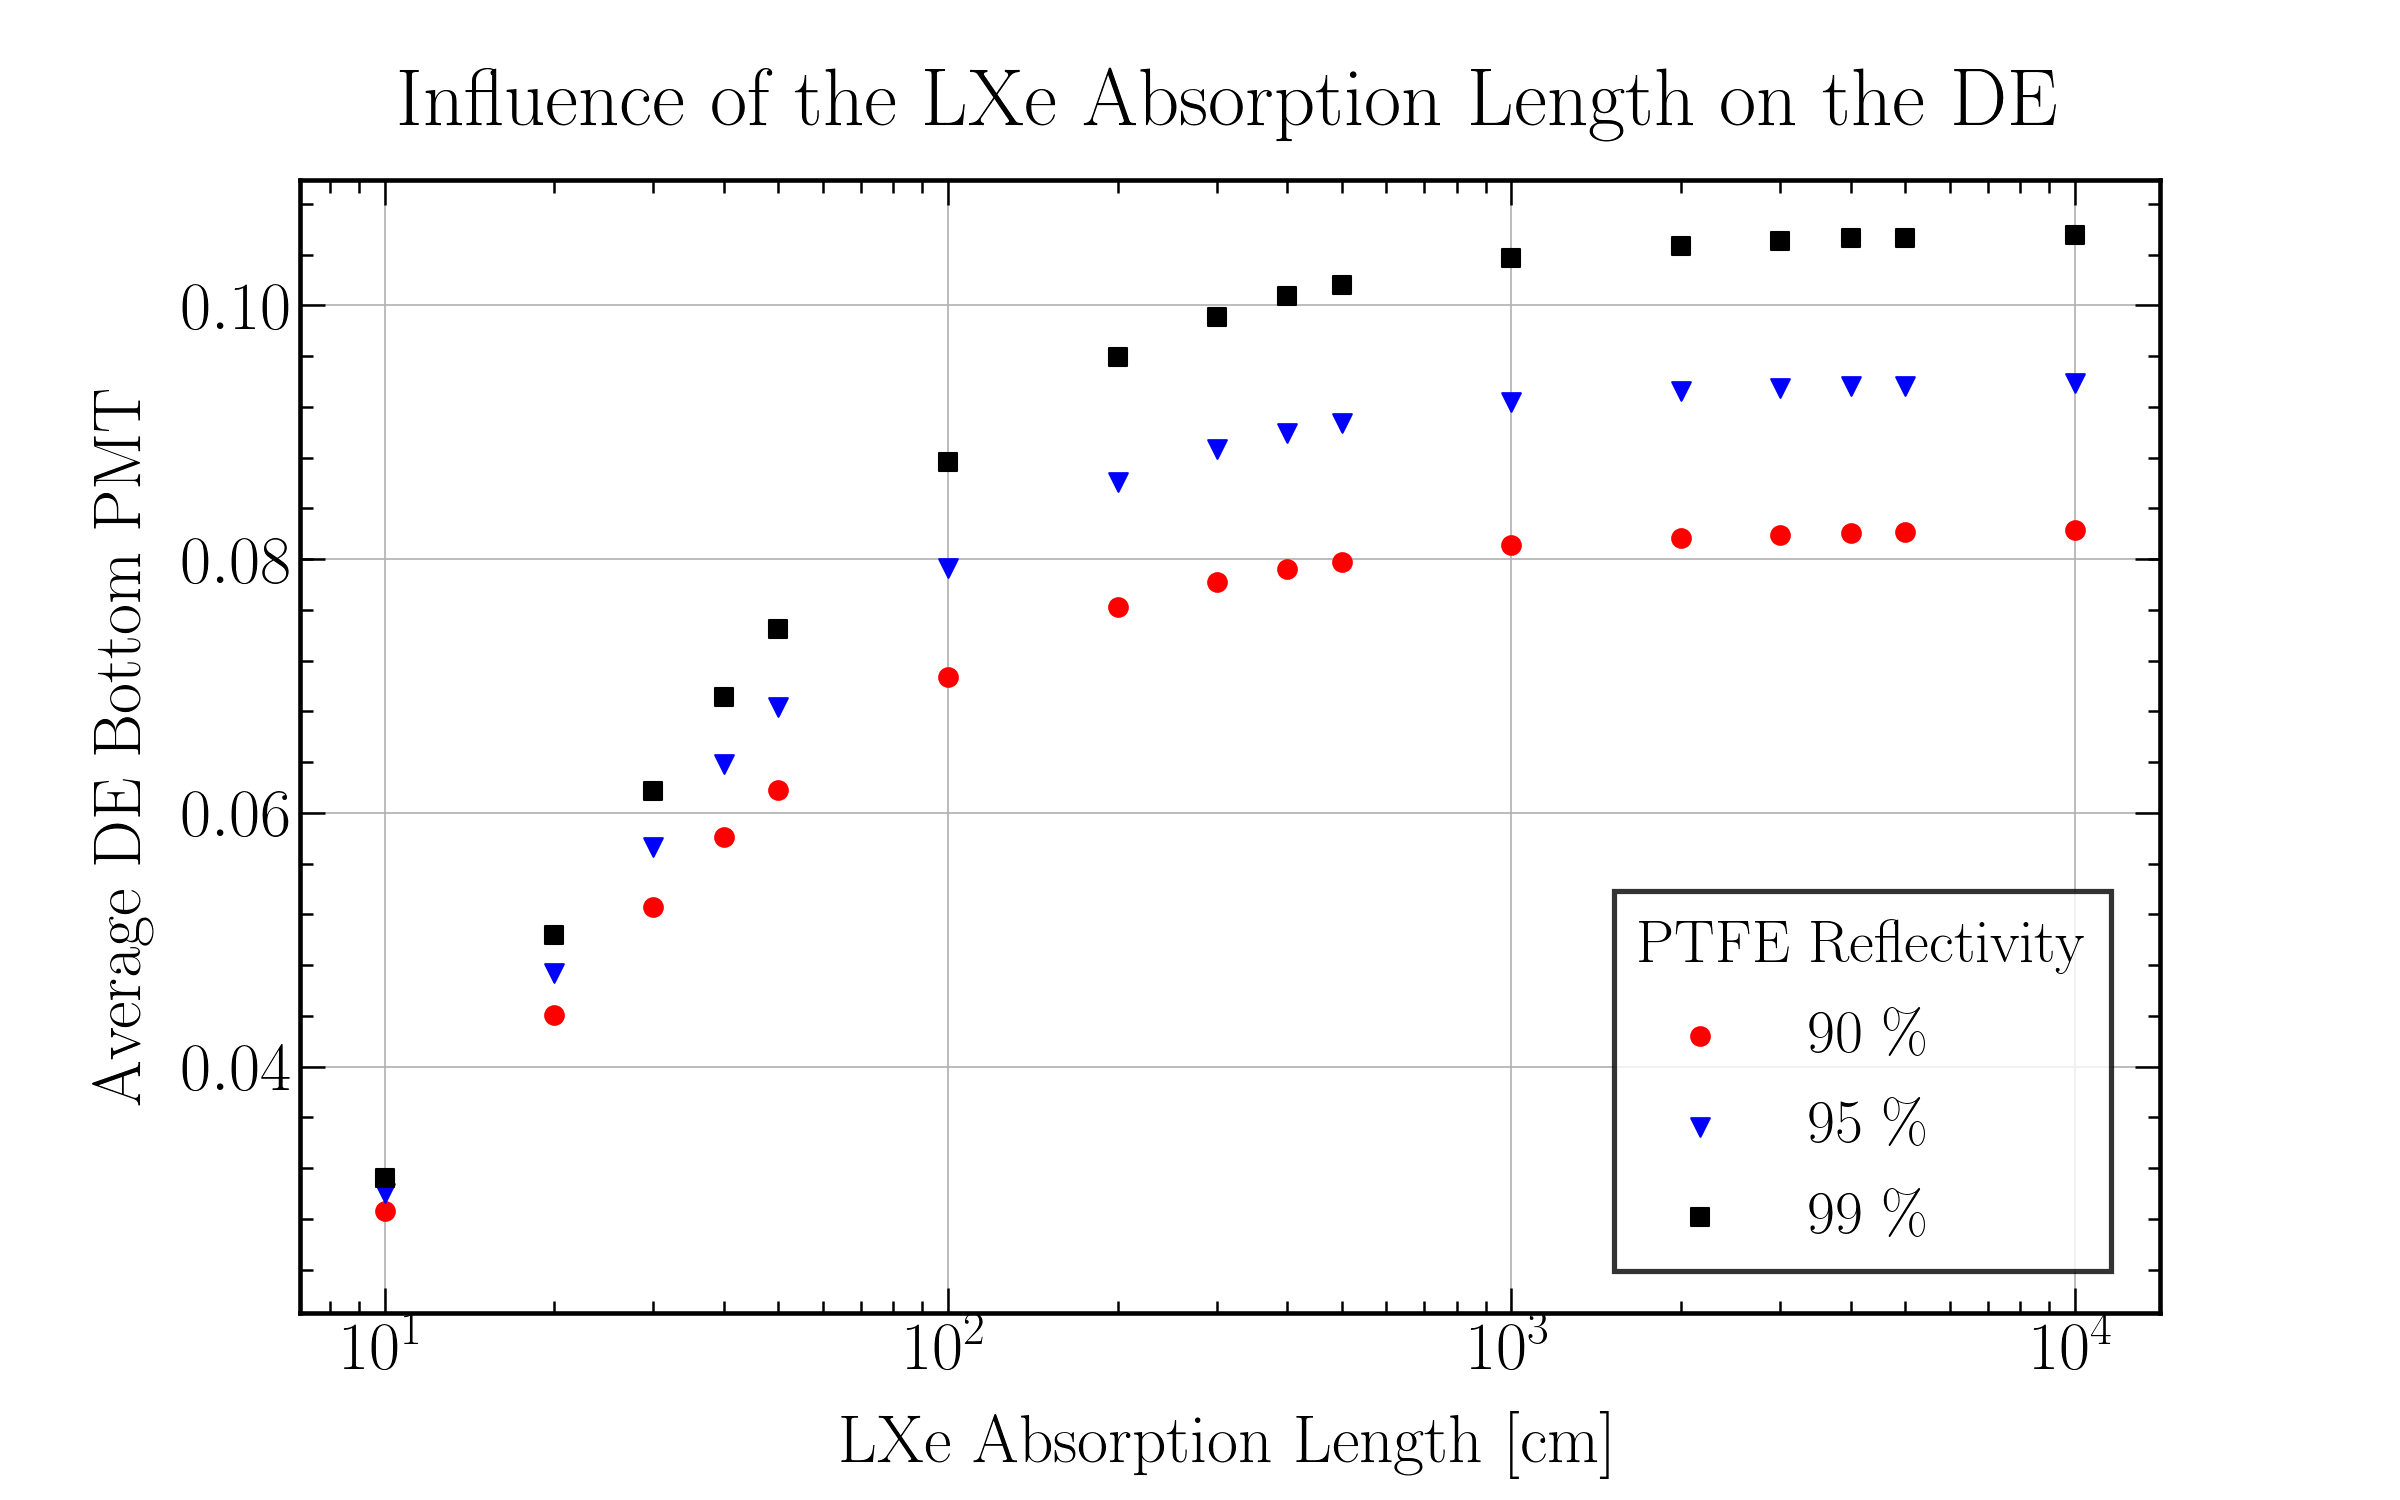 Influence of the LXe Absorption Length on the DE
Average DE Bottom PMT
0.10
0.08
0.06
0.04
PTFE Reflectivity
90 %
95 %
99 %
10¹ 10² 10³ 10⁴
LXe Absorption Length [cm]